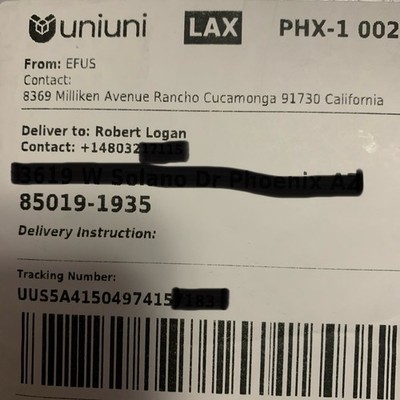 uniuni LAX PHX-1 002
From: EFUS
Contact:
8369 Milliken Avenue Rancho Cucamonga 91730 California
Deliver to: Robert Logan
Contact: +14803
85019-1935
Delivery Instruction:
Tracking Number:
UUS5A4150497415